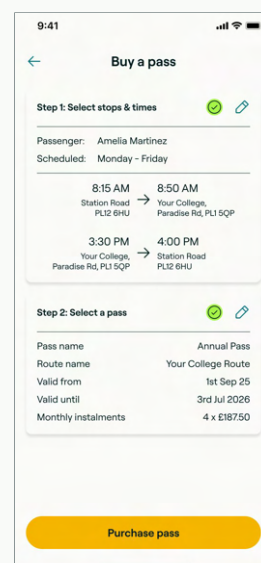 9:41
Buy a pass
Step 1: Select stops & times
Passenger: Amelia Martinez
Scheduled: Monday - Friday
8:15 AM
Station Road
PL12 6HU
8:50 AM
Your College,
Paradise Rd, PL1 5QP
3:30 PM
Your College,
Paradise Rd, PL1 5QP
4:00 PM
Station Road
PL12 6HU
Step 2: Select a pass
Pass name Annual Pass
Route name Your College Route
Valid from 1st Sep 25
Valid until 3rd Jul 2026
Monthly instalments 4 x £187.50
Purchase pass